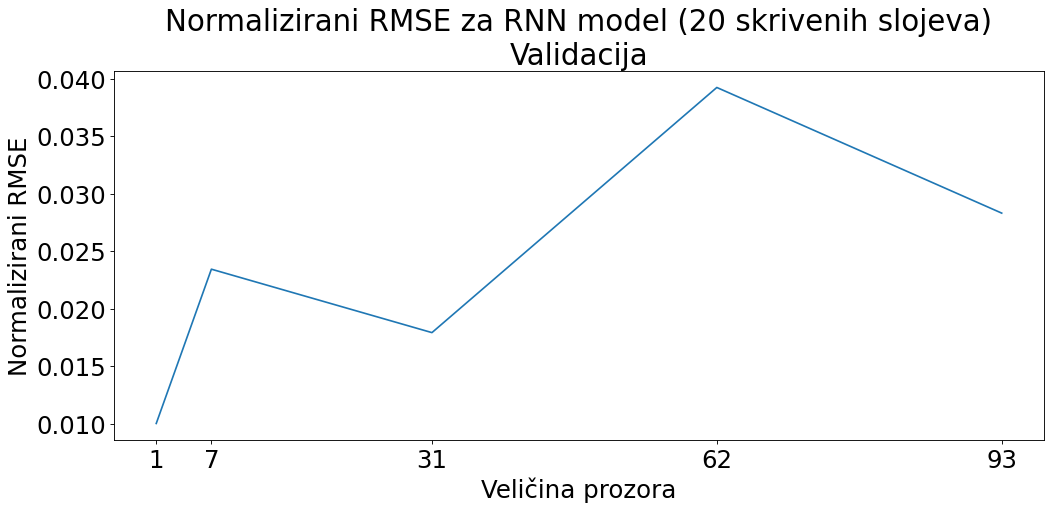 Normalizirani RMSE za RNN model (20 skrivenih slojeva)
Validacija
Normalizirani RMSE
0.040
0.035
0.030
0.025
0.020
0.015
0.010
1 7 31 62 93
Veličina prozora